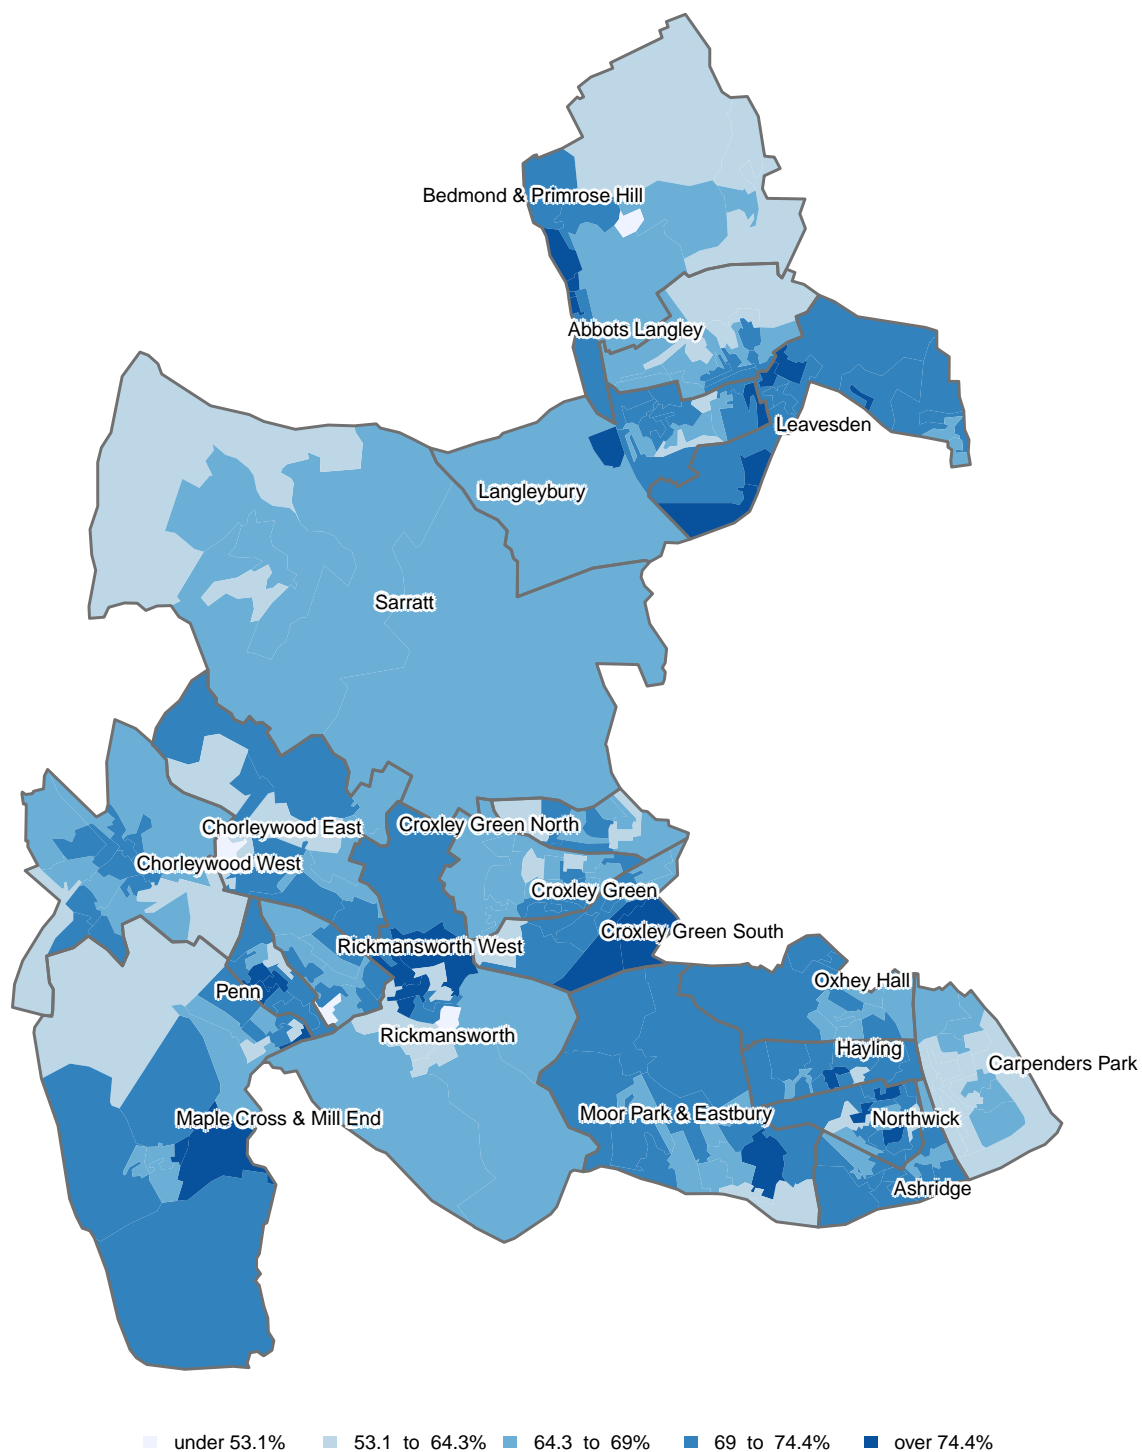 Bedmond & Primrose Hill
Abbots Langley
Leavesden
Langleybury
Sarratt
Chorleywood East
Croxley Green North
Chorleywood West
Croxley Green
Croxley Green South
Rickmansworth West
Oxhey Hall
Penn
Rickmansworth
Hayling
Carpenders Park
Moor Park & Eastbury
Maple Cross & Mill End
Northwick
Ashridge
under 53.1% 53.1 to 64.3% 64.3 to 69% 69 to 74.4% over 74.4%